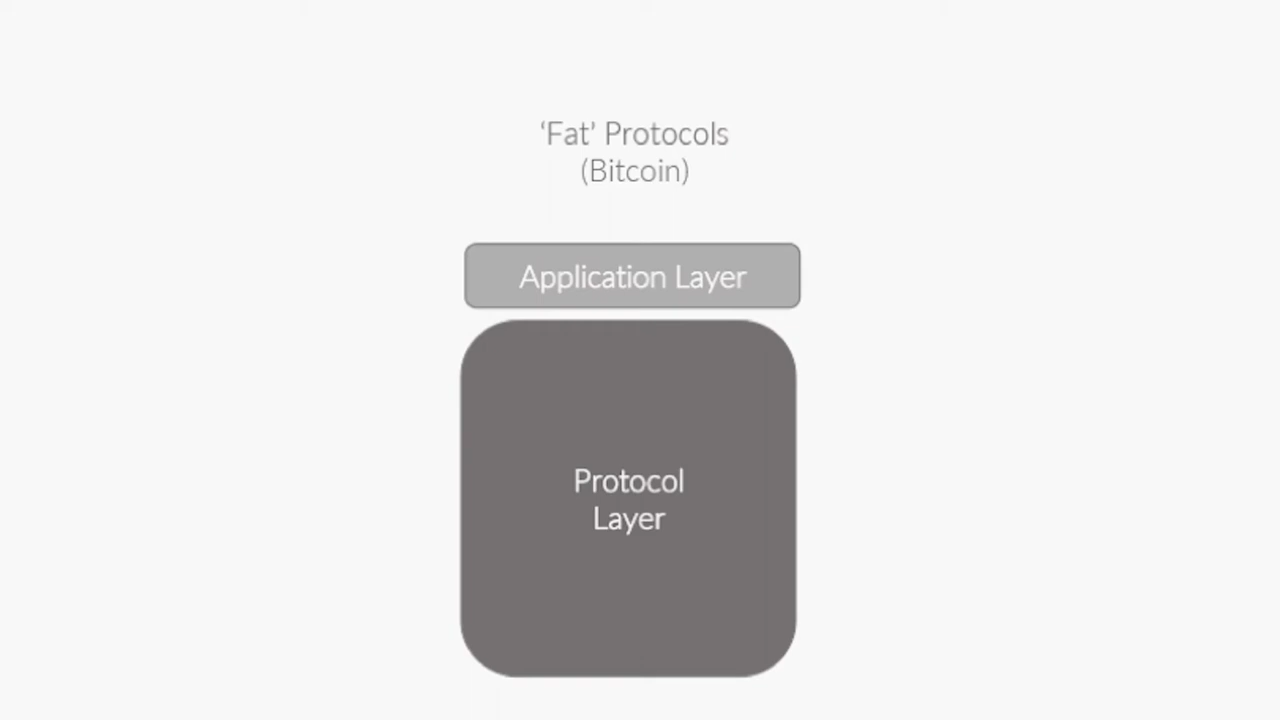 ‘Fat’ Protocols
(Bitcoin)
Application Layer
Protocol
Layer